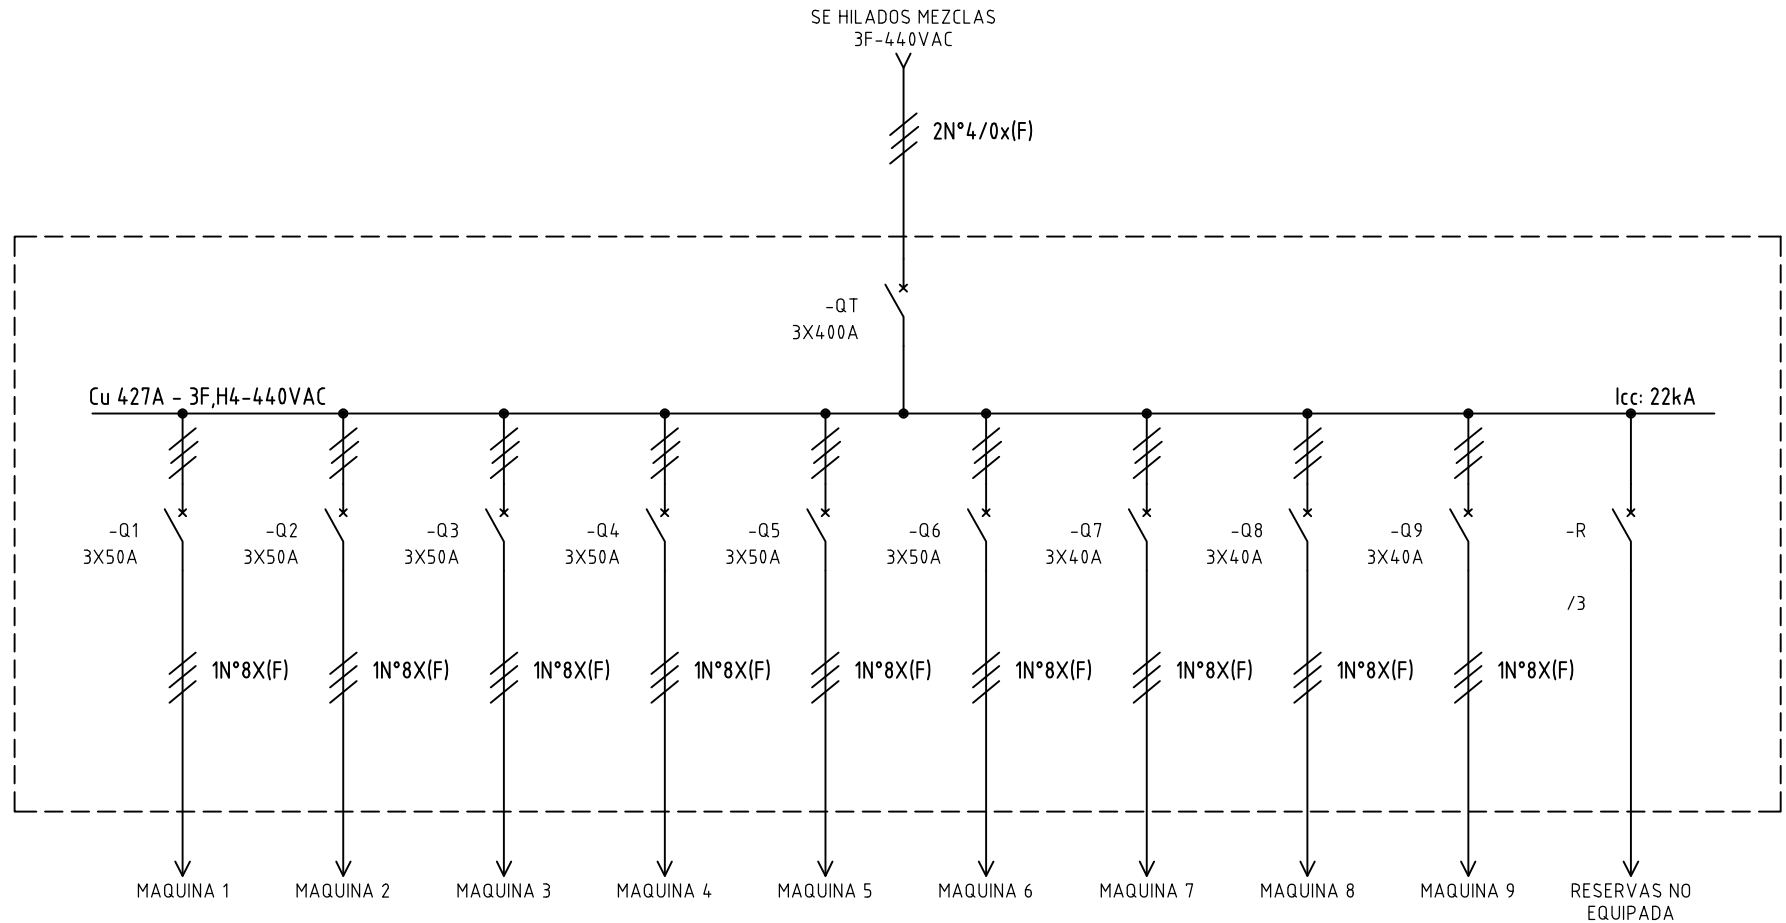 SE HILADOS MEZCLAS
3F-440VAC
2N°4/0x(F)
-QT
3X400A
Cu 427A - 3F,H4-440VAC
Icc: 22kA
-Q1
3X50A
-Q2
3X50A
-Q3
3X50A
-Q4
3X50A
-Q5
3X50A
-Q6
3X50A
-Q7
3X40A
-Q8
3X40A
-Q9
3X40A
-R
/3
1N°8X(F)
1N°8X(F)
1N°8X(F)
1N°8X(F)
1N°8X(F)
1N°8X(F)
1N°8X(F)
1N°8X(F)
1N°8X(F)
MAQUINA 1
MAQUINA 2
MAQUINA 3
MAQUINA 4
MAQUINA 5
MAQUINA 6
MAQUINA 7
MAQUINA 8
MAQUINA 9
RESERVAS NO
EQUIPADA